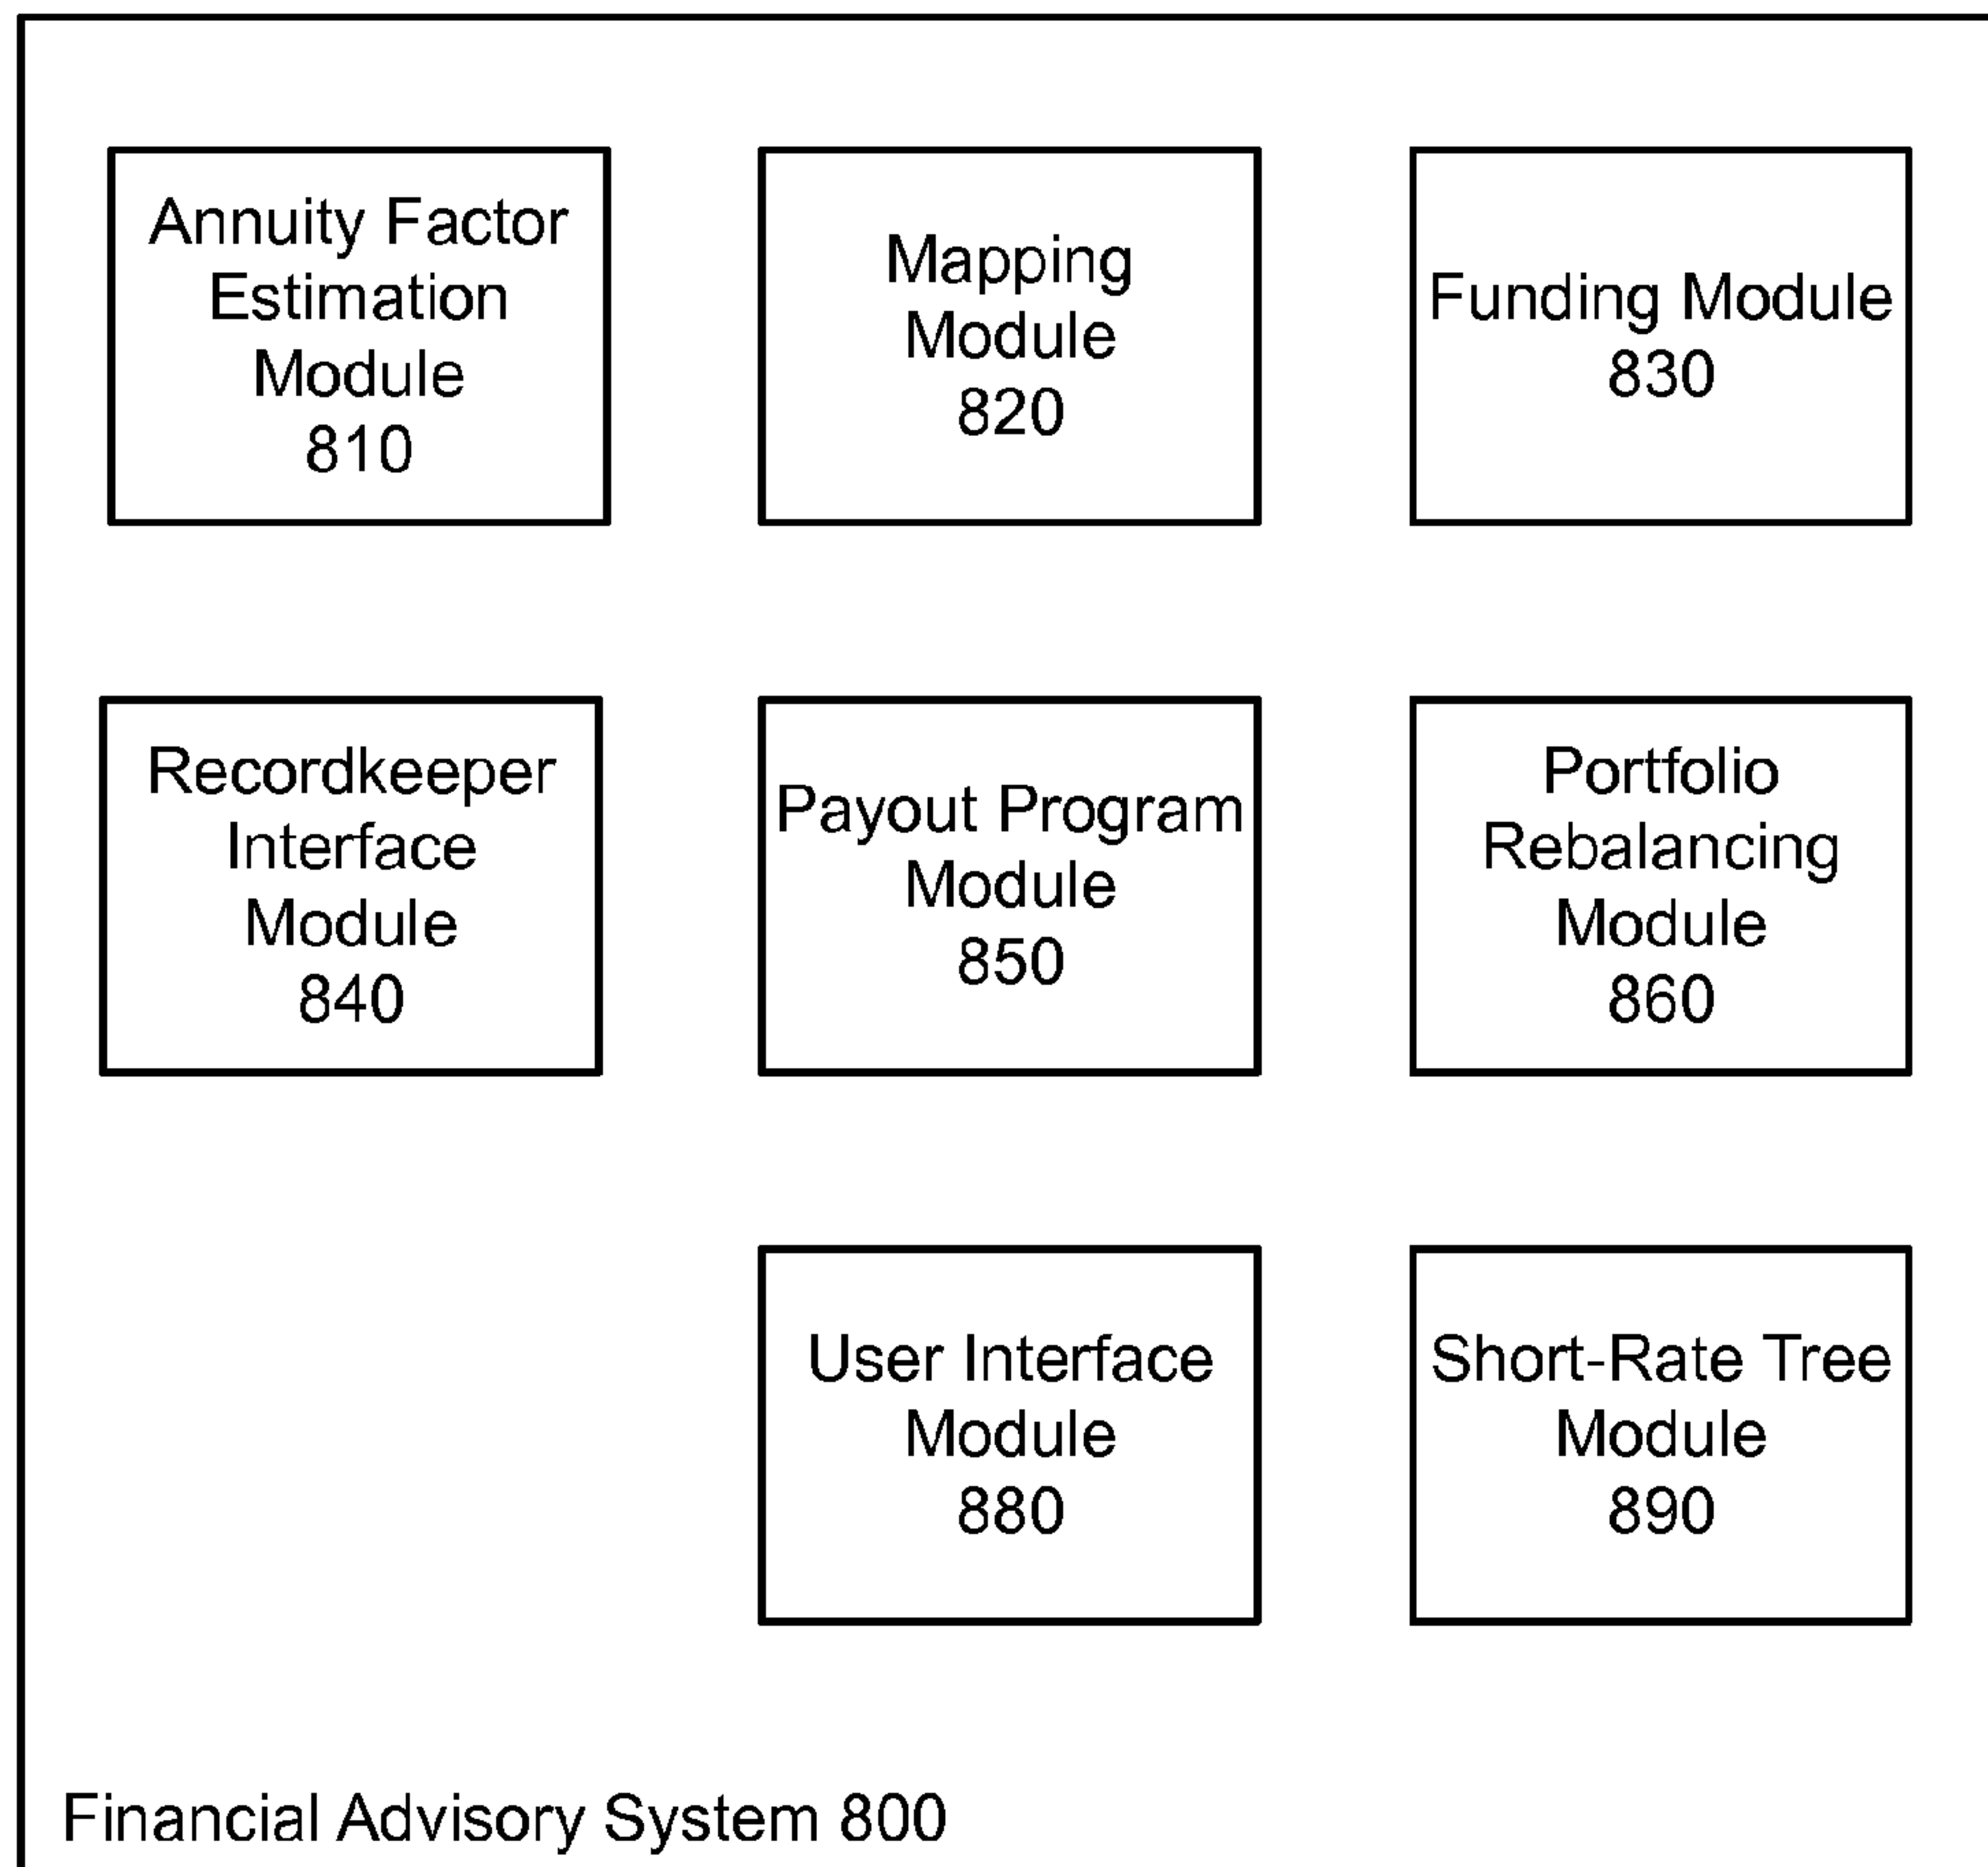 Annuity Factor
Estimation
Module
810
Mapping
Module
820
Funding Module
830
Recordkeeper
Interface
Module
840
Payout Program
Module
850
Portfolio
Rebalancing
Module
860
User Interface
Module
880
Short-Rate Tree
Module
890
Financial Advisory System 800